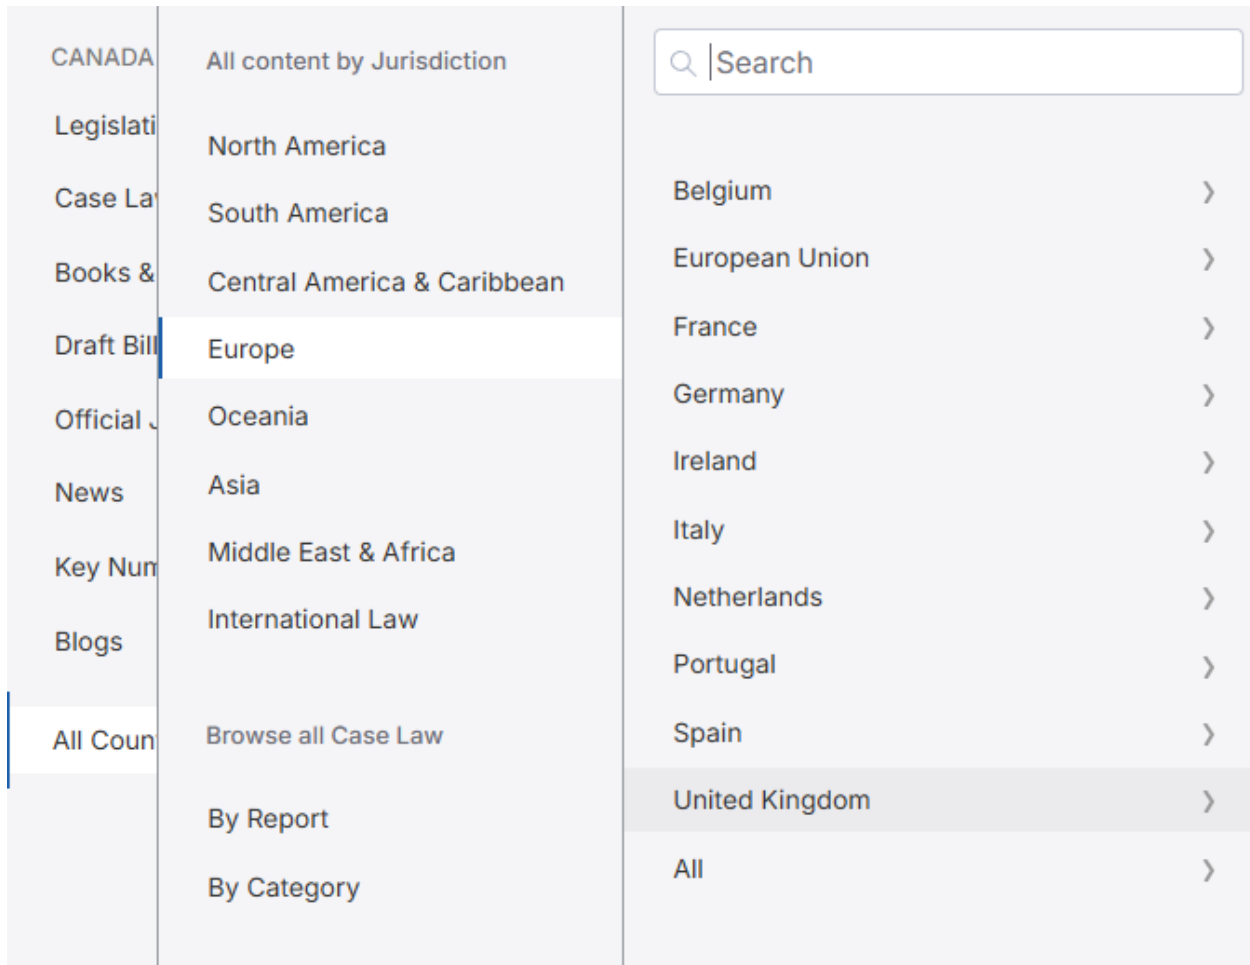 CANADA
Legislati
Case La
Books &
Draft Bill
Official
News
Key Num
Blogs
All Coun
All content by Jurisdiction
North America
South America
Central America & Caribbean
Europe
Oceania
Asia
Middle East & Africa
International Law
Browse all Case Law
By Report
By Category
Search
Belgium
European Union
France
Germany
Ireland
Italy
Netherlands
Portugal
Spain
United Kingdom
All